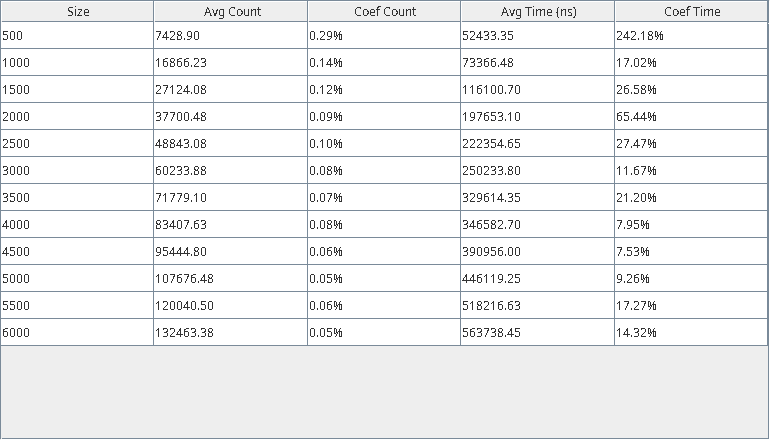 Size Avg Count Coef Count Avg Time (ns) Coef Time
500 7428.90 0.29% 52433.35 242.18%
1000 16866.23 0.14% 73366.48 17.02%
1500 27124.08 0.12% 116100.70 26.58%
2000 37700.48 0.09% 197653.10 65.44%
2500 48843.08 0.10% 222354.65 27.47%
3000 60233.88 0.08% 250233.80 11.67%
3500 71779.10 0.07% 329614.35 21.20%
4000 83407.63 0.08% 346582.70 7.95%
4500 95444.80 0.06% 390956.00 7.53%
5000 107676.48 0.05% 446119.25 9.26%
5500 120040.50 0.06% 518216.63 17.27%
6000 132463.38 0.05% 563738.45 14.32%